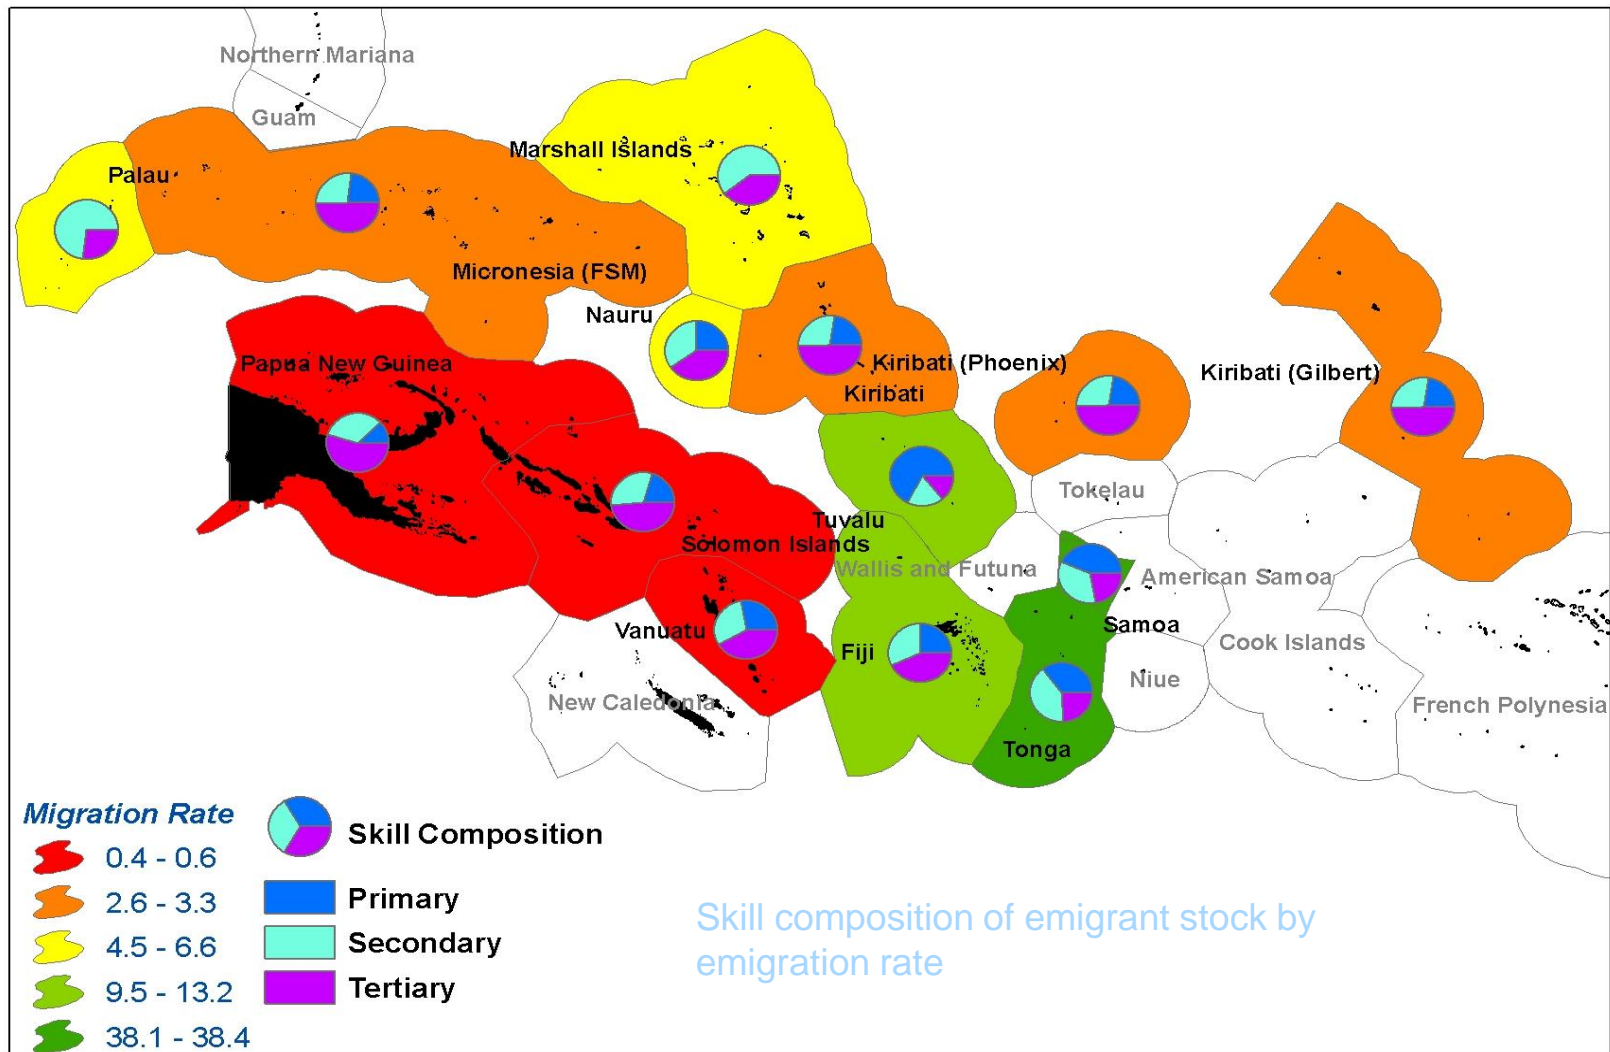 Northern Mariana
Guam
Marshall Islands
Palau
Micronesia (FSM)
Nauru
Papua New Guinea
Kiribati (Phoenix)
Kiribati (Gilbert)
Kiribati
Tokelau
Tuvalu
Solomon Islands
Wallis and Futuna
American Samoa
Samoa
Vanuatu
Fiji
Cook Islands
Niue
New Caledonia
French Polynesia
Tonga
Migration Rate
0.4 - 0.6
2.6 - 3.3
4.5 - 6.6
9.5 - 13.2
38.1 - 38.4
Skill Composition
Primary
Secondary
Tertiary
Skill composition of emigrant stock by
emigration rate